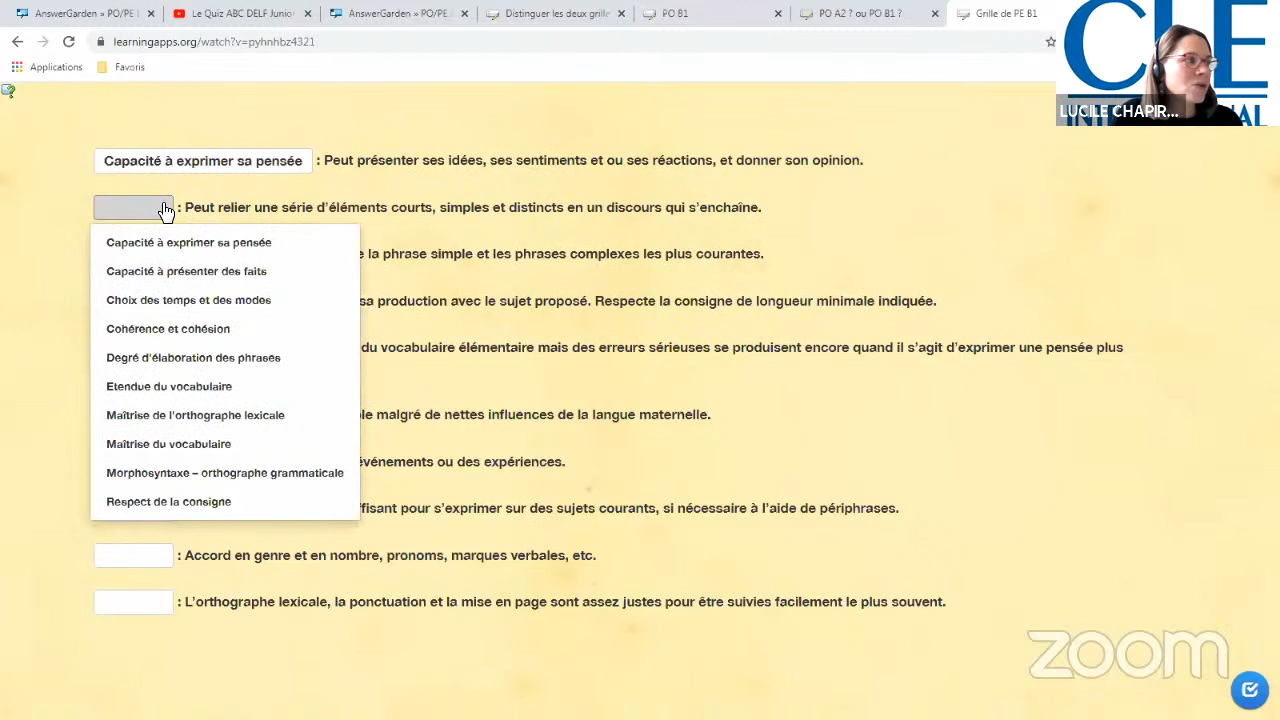 AnswerGarden » PO/PE
Le Quiz ABC DELF Junior
AnswerGarden » PO/PE
Distinguer les deux grille
PO B1
PO A2 ? ou PO B1 ?
Grille de PE B1
learningapps.org/watch?v=pyhnhbz4321
Applications
Favoris
LUCILE CHAPIR...
Capacité à exprimer sa pensée : Peut présenter ses idées, ses sentiments et ou ses réactions, et donner son opinion.
: Peut relier une série d'éléments courts, simples et distincts en un discours qui s'enchaîne.
Capacité à exprimer sa pensée
la phrase simple et les phrases complexes les plus courantes.
Capacité à présenter des faits
Choix des temps et des modes
sa production avec le sujet proposé. Respecte la consigne de longueur minimale indiquée.
Cohérence et cohésion
du vocabulaire élémentaire mais des erreurs sérieuses se produisent encore quand il s'agit d'exprimer une pensée plus
Degré d'élaboration des phrases
Etendue du vocabulaire
Maîtrise de l'orthographe lexicale
malgré de nettes influences de la langue maternelle.
Maîtrise du vocabulaire
événements ou des expériences.
Morphosyntaxe – orthographe grammaticale
Respect de la consigne
pour s'exprimer sur des sujets courants, si nécessaire à l'aide de périphrases.
: Accord en genre et en nombre, pronoms, marques verbales, etc.
: L'orthographe lexicale, la ponctuation et la mise en page sont assez justes pour être suivies facilement le plus souvent.
zoom